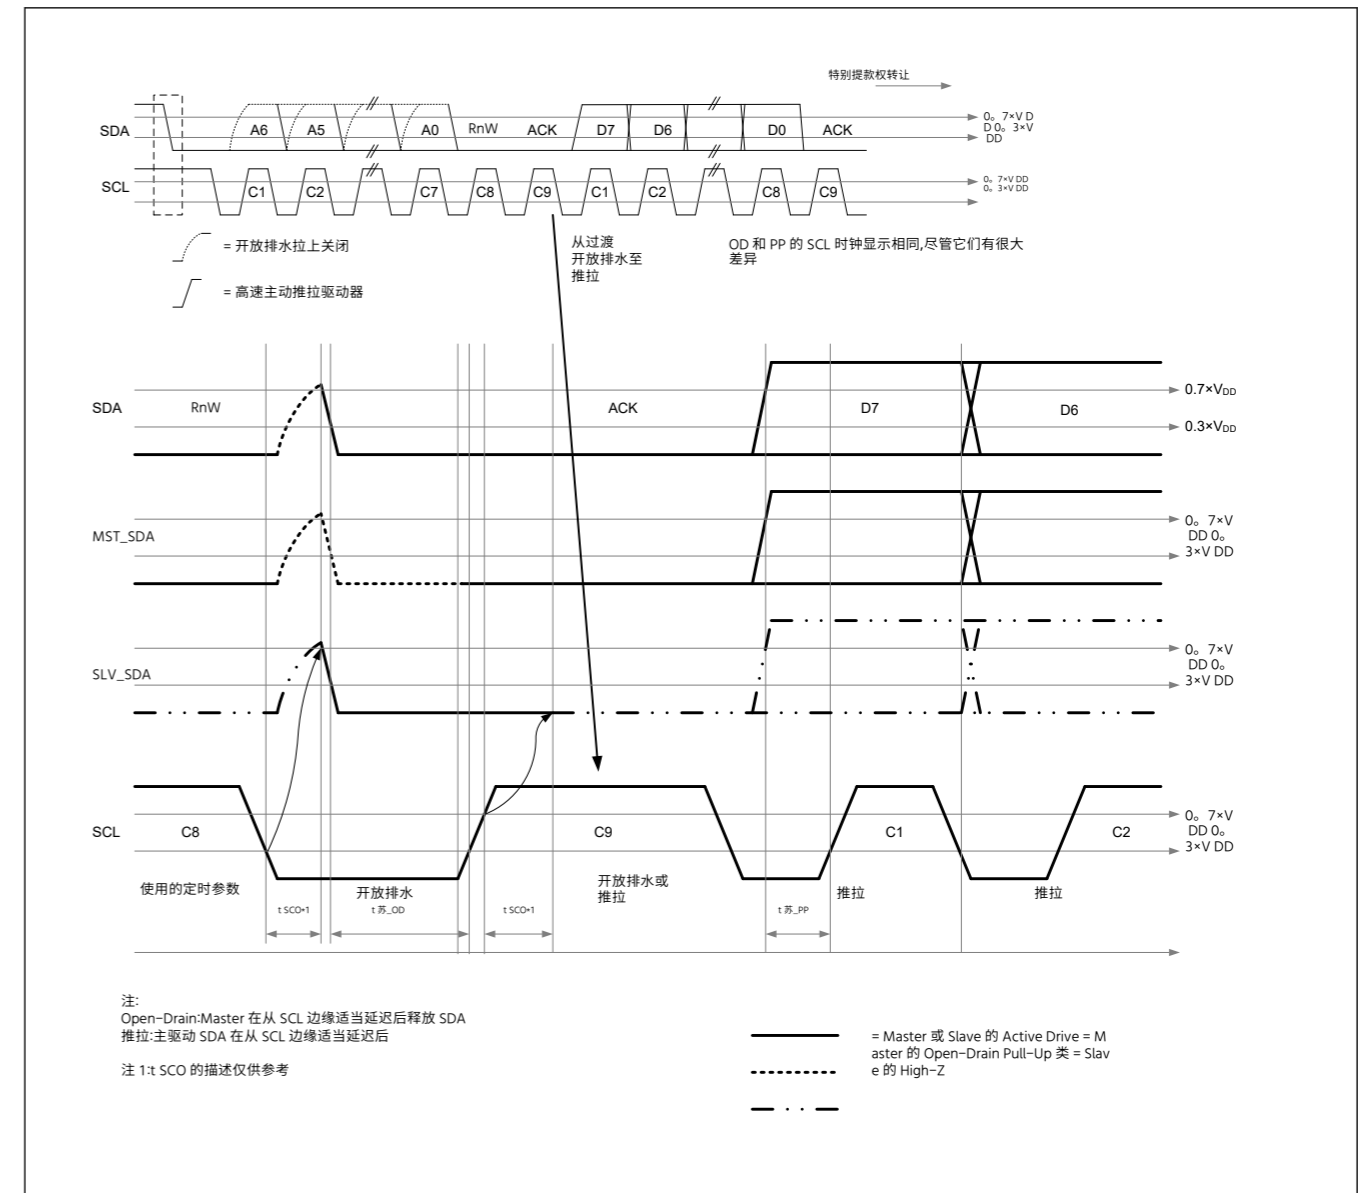 特别提款权转让
SDA
A6
A5
A0
RnW
ACK
D7
D6
D0
ACK
0。7×V D
D 0。3×V
DD
SCL
C1
C2
C7
C8
C9
C1
C2
C8
C9
0。7×V DD
0。3×V DD
= 开放排水拉上关闭
= 高速主动推拉驱动器
从过渡
开放排水至
推拉
OD 和 PP 的 SCL 时钟显示相同,尽管它们有很大
差异
SDA
RnW
ACK
D7
D6
0.7×VDD
0.3×VDD
MST_SDA
0。7×V
DD 0。
3×V DD
SLV_SDA
0。7×V
DD 0。
3×V DD
SCL
C8
C9
C1
C2
0。7×V
DD 0。
3×V DD
使用的定时参数
开放排水
开放排水或
推拉
推拉
推拉
t SCO*1
t 苏_OD
t SCO*1
t 苏_PP
注:
Open-Drain:Master 在从 SCL 边缘适当延迟后释放 SDA
推拉:主驱动 SDA 在从 SCL 边缘适当延迟后
注 1:t SCO 的描述仅供参考
= Master 或 Slave 的 Active Drive = M
aster 的 Open-Drain Pull-Up 类 = Slav
e 的 High-Z